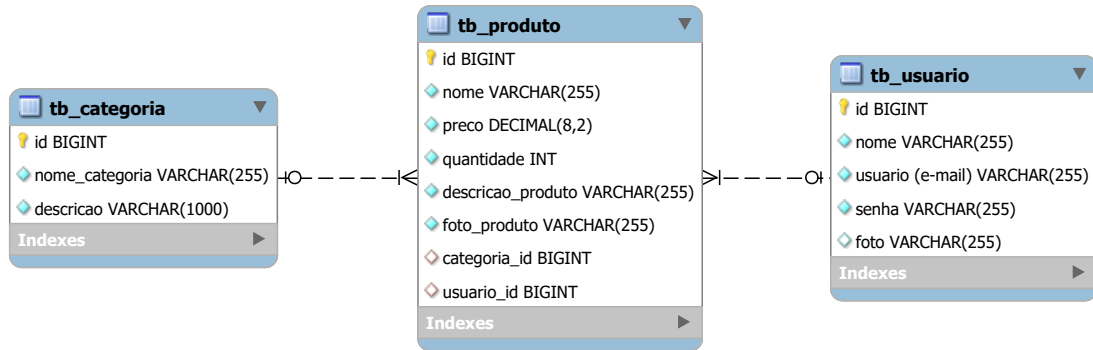 tb_categoria
id BIGINT
nome_categoria VARCHAR(255)
descricao VARCHAR(1000)
Indexes
tb_produto
id BIGINT
nome VARCHAR(255)
preco DECIMAL(8,2)
quantidade INT
descricao_produto VARCHAR(255)
foto_produto VARCHAR(255)
categoria_id BIGINT
usuario_id BIGINT
Indexes
tb_usuario
id BIGINT
nome VARCHAR(255)
usuario (e-mail) VARCHAR(255)
senha VARCHAR(255)
foto VARCHAR(255)
Indexes